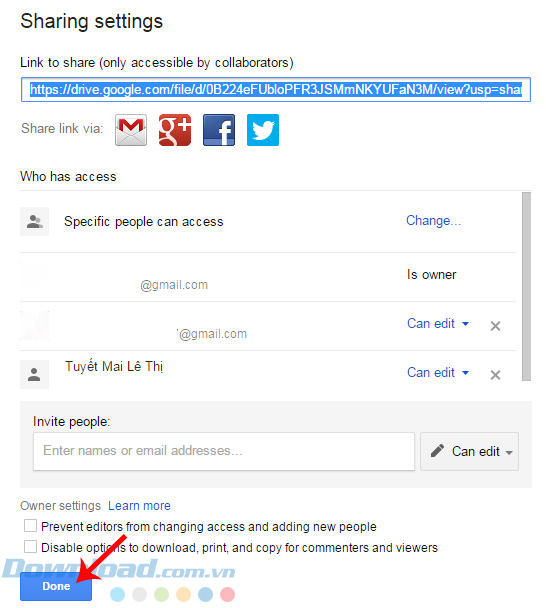 Sharing settings
Link to share (only accessible by collaborators)
https://drive.google.com/file/d/0B224eFUbloPFR3JSMmNKYUFaN3M/view?usp=shar
Share link via:
Who has access
Specific people can access Change...
@gmail.com Is owner
@gmail.com Can edit
Tuyết Mai Lê Thị Can edit
Invite people:
Enter names or email addresses... Can edit
Owner settings Learn more
Prevent editors from changing access and adding new people
Disable options to download, print, and copy for commenters and viewers
Download.com.vn
Done